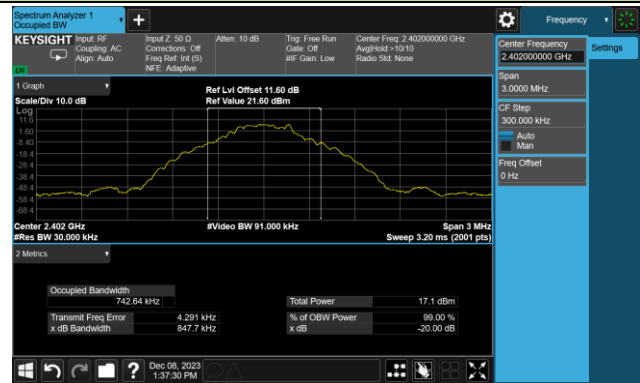 Spectrum Analyzer 1
Occupied BW
Frequency
KEYSIGHT
Input: RF
Coupling: AC
Align: Auto
Input Z: 50 Ω
Corrections: Off
Freq Ref: Int (S)
NFE: Adaptive
Atten: 10 dB
Trig: Free Run
Gate: Off
#IF Gain: Low
Center Freq: 2.402000000 GHz
Avg|Hold:>10/10
Radio Std: None
LW
Center Frequency
2.402000000 GHz
Settings
Span
3.0000 MHz
CF Step
300.000 kHz
Auto
Man
Freq Offset
0 Hz
1 Graph
Scale/Div 10.0 dB
Ref Lvl Offset 11.60 dB
Ref Value 21.60 dBm
Log
11.6
1.60
-8.40
-18.4
-28.4
-38.4
-48.4
-58.4
-68.4
Center 2.402 GHz
#Video BW 91.000 kHz
Span 3 MHz
#Res BW 30.000 kHz
Sweep 3.20 ms (2001 pts)
2 Metrics
Occupied Bandwidth
742.64 kHz
Total Power 17.1 dBm
Transmit Freq Error 4.291 kHz
% of OBW Power 99.00 %
x dB Bandwidth 847.7 kHz
x dB -20.00 dB
Dec 08, 2023
1:37:30 PM